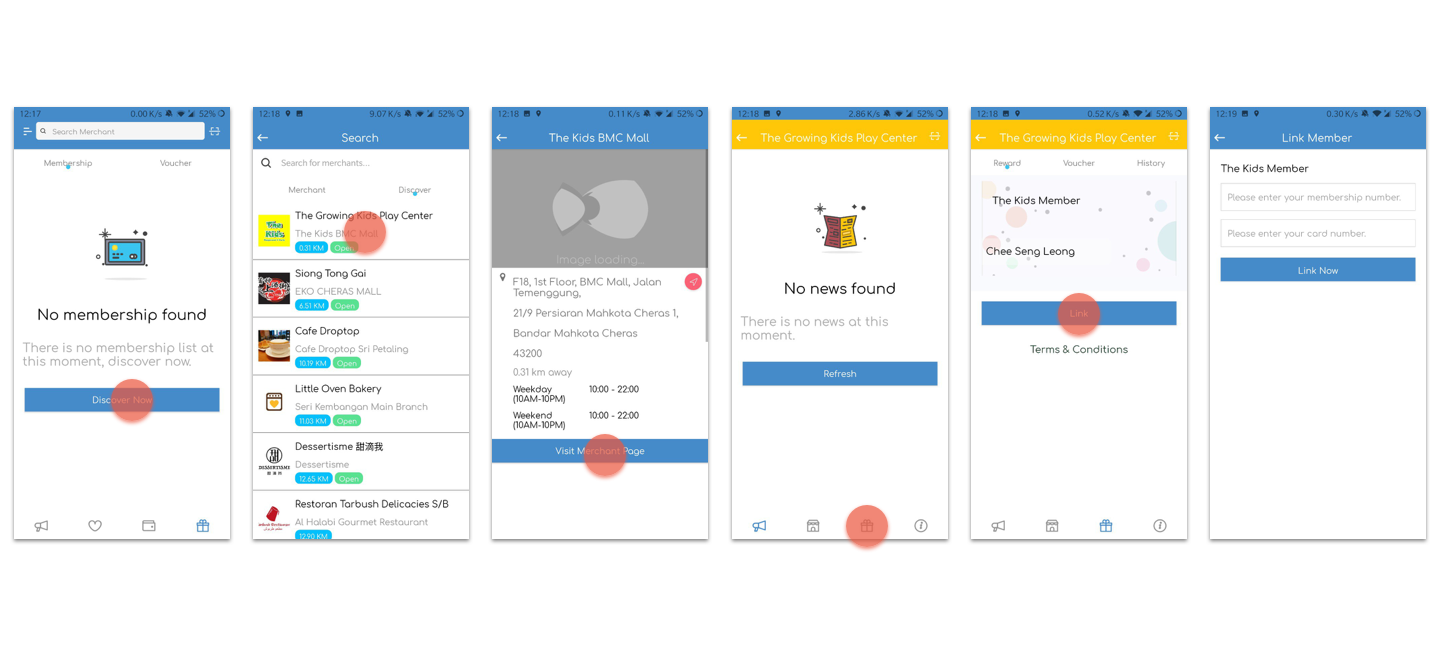 12:17 0.00 K/s 52%
Search Merchant
Membership Voucher
No membership found
There is no membership list at
this moment, discover now.
Discover Now
12:18 9.07 K/s 52%
Search
Search for merchants...
Merchant Discover
The Growing Kids Play Center
The Kids BMC Mall
0.31 KM Open
Siong Tong Gai
EKO CHERAS MALL
6.51 KM Open
Cafe Droptop
Cafe Droptop Sri Petaling
10.19 KM Open
Little Oven Bakery
Seri Kembangan Main Branch
11.03 KM Open
DESSERTISME
Dessertisme 甜滴我
Dessertisme
12.65 KM Open
Restoran Tarbush Delicacies S/B
Al Halabi Gourmet Restaurant
12.90 KM
12:18 0.11 K/s 52%
The Kids BMC Mall
Image loading...
F18, 1st Floor, BMC Mall, Jalan
Temenggung,
21/9 Persiaran Mahkota Cheras 1,
Bandar Mahkota Cheras
43200
0.31 km away
Weekday 10:00 - 22:00
(10AM-10PM)
Weekend 10:00 - 22:00
(10AM-10PM)
Visit Merchant Page
12:18 2.86 K/s 52%
The Growing Kids Play Center
No news found
There is no news at this
moment.
Refresh
12:18 0.52 K/s 52%
The Growing Kids Play Center
Reward Voucher History
The Kids Member
Chee Seng Leong
Link
Terms & Conditions
12:19 0.30 K/s 52%
Link Member
The Kids Member
Please enter your membership number.
Please enter your card number.
Link Now